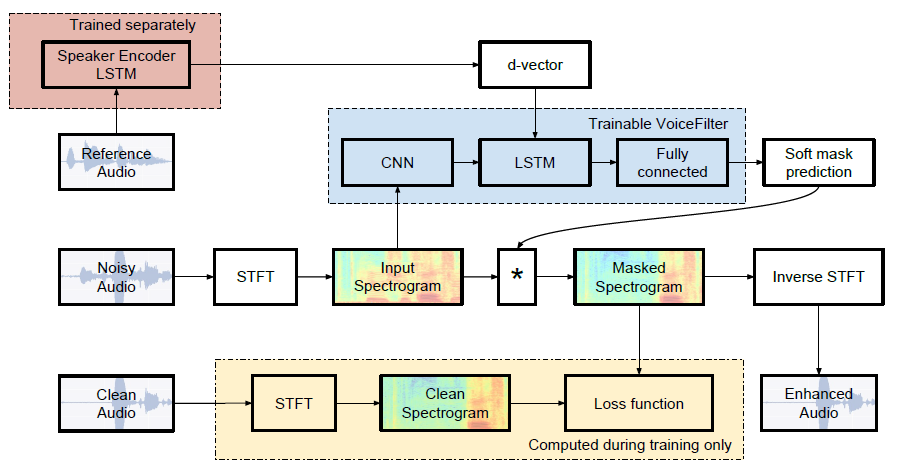 Trained separately
Speaker Encoder
LSTM
d-vector
Trainable VoiceFilter
Reference
Audio
CNN
LSTM
Fully
connected
Soft mask
prediction
Noisy
Audio
STFT
Input
Spectrogram
*
Masked
Spectrogram
Inverse STFT
Clean
Audio
STFT
Clean
Spectrogram
Loss function
Enhanced
Audio
Computed during training only